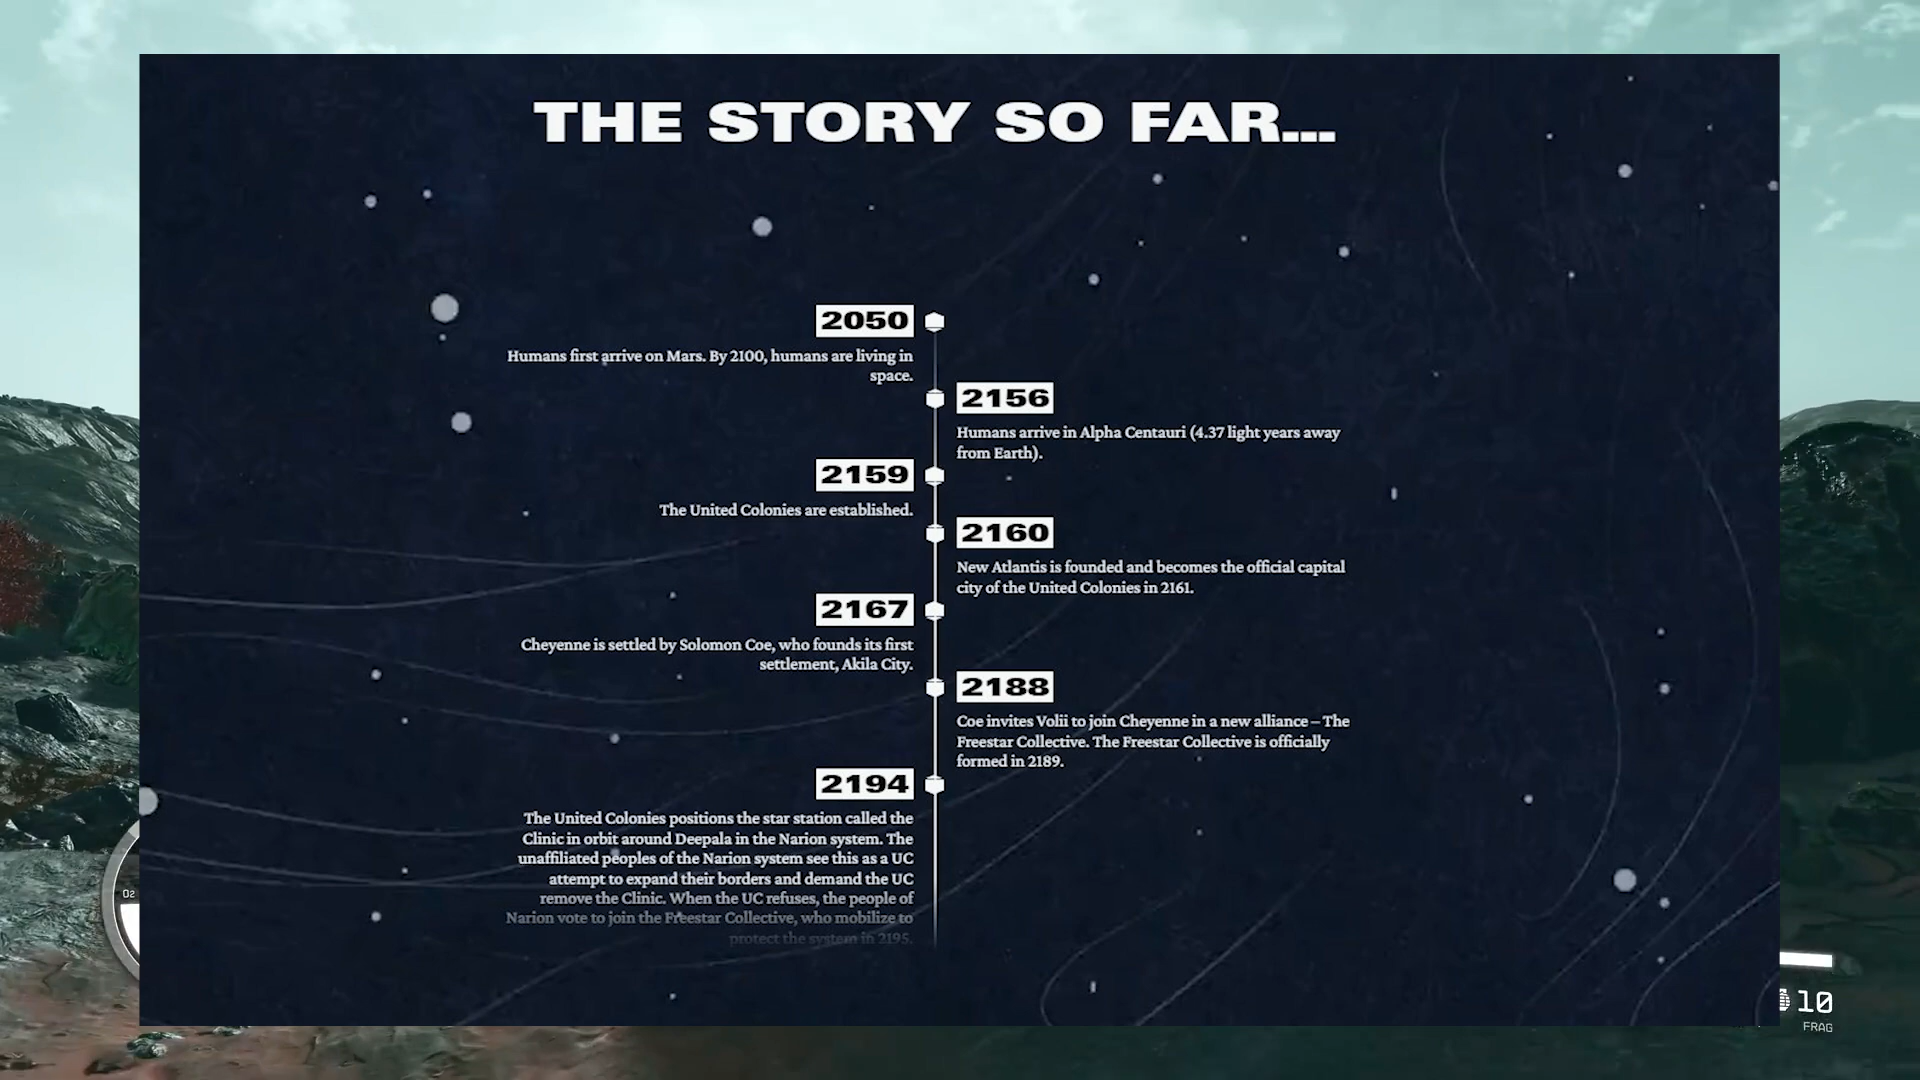 THE STORY SO FAR...
2050
Humans first arrive on Mars. By 2100, humans are living in
space.
2156
Humans arrive in Alpha Centauri (4.37 light years away
from Earth).
2159
The United Colonies are established.
2160
New Atlantis is founded and becomes the official capital
city of the United Colonies in 2161.
2167
Cheyenne is settled by Solomon Coe, who founds its first
settlement, Akila City.
2188
Coe invites Volii to join Cheyenne in a new alliance – The
Freestar Collective. The Freestar Collective is officially
formed in 2189.
2194
The United Colonies positions the star station called the
Clinic in orbit around Deepala in the Narion system. The
unaffiliated peoples of the Narion system see this as a UC
attempt to expand their borders and demand the UC
remove the Clinic. When the UC refuses, the people of
Narion vote to join the Freestar Collective, who mobilize to
protect the system in 2195.
O2
10
FRAG